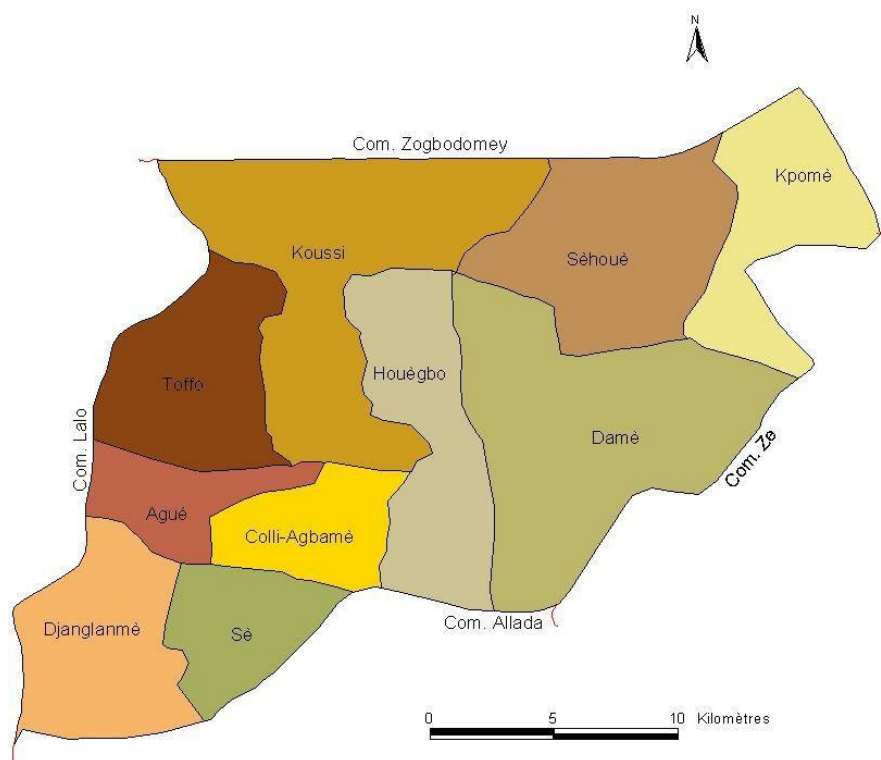 N
Com. Zogbodomey
Kpomè
Koussi
Sèhouè
Houègbo
Toffo
Damè
Com. Lalo
Com. Ze
Agué
Colli-Agbamè
Djanglanmè
Sè
Com. Allada
0 5 10 Kilomètres